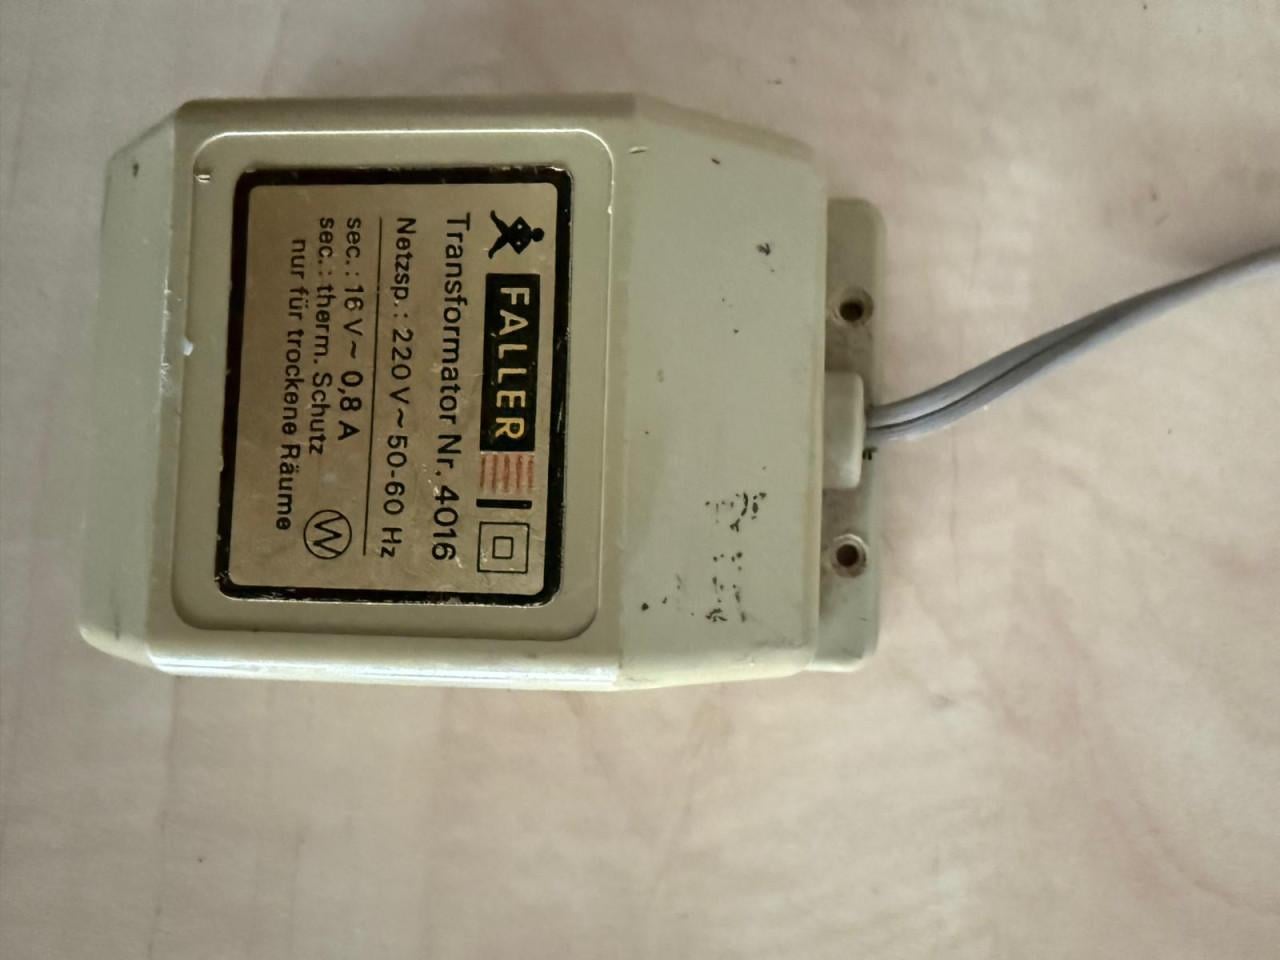 FALLER
Transformator Nr. 4016
Netzsp.: 220 V~ 50-60 Hz
sec.: 16 V~ 0,8 A
sec.: therm. Schutz
nur für trockene Räume
W